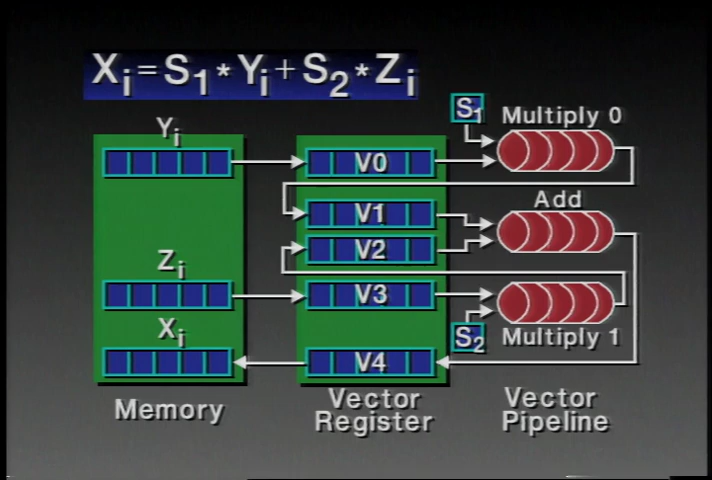 Xi=S1*Yi+S2*Zi
S1
Multiply 0
Yi
V0
V1
Add
V2
Zi
V3
Xi
S2
Multiply 1
V4
Memory
Vector
Register
Vector
Pipeline